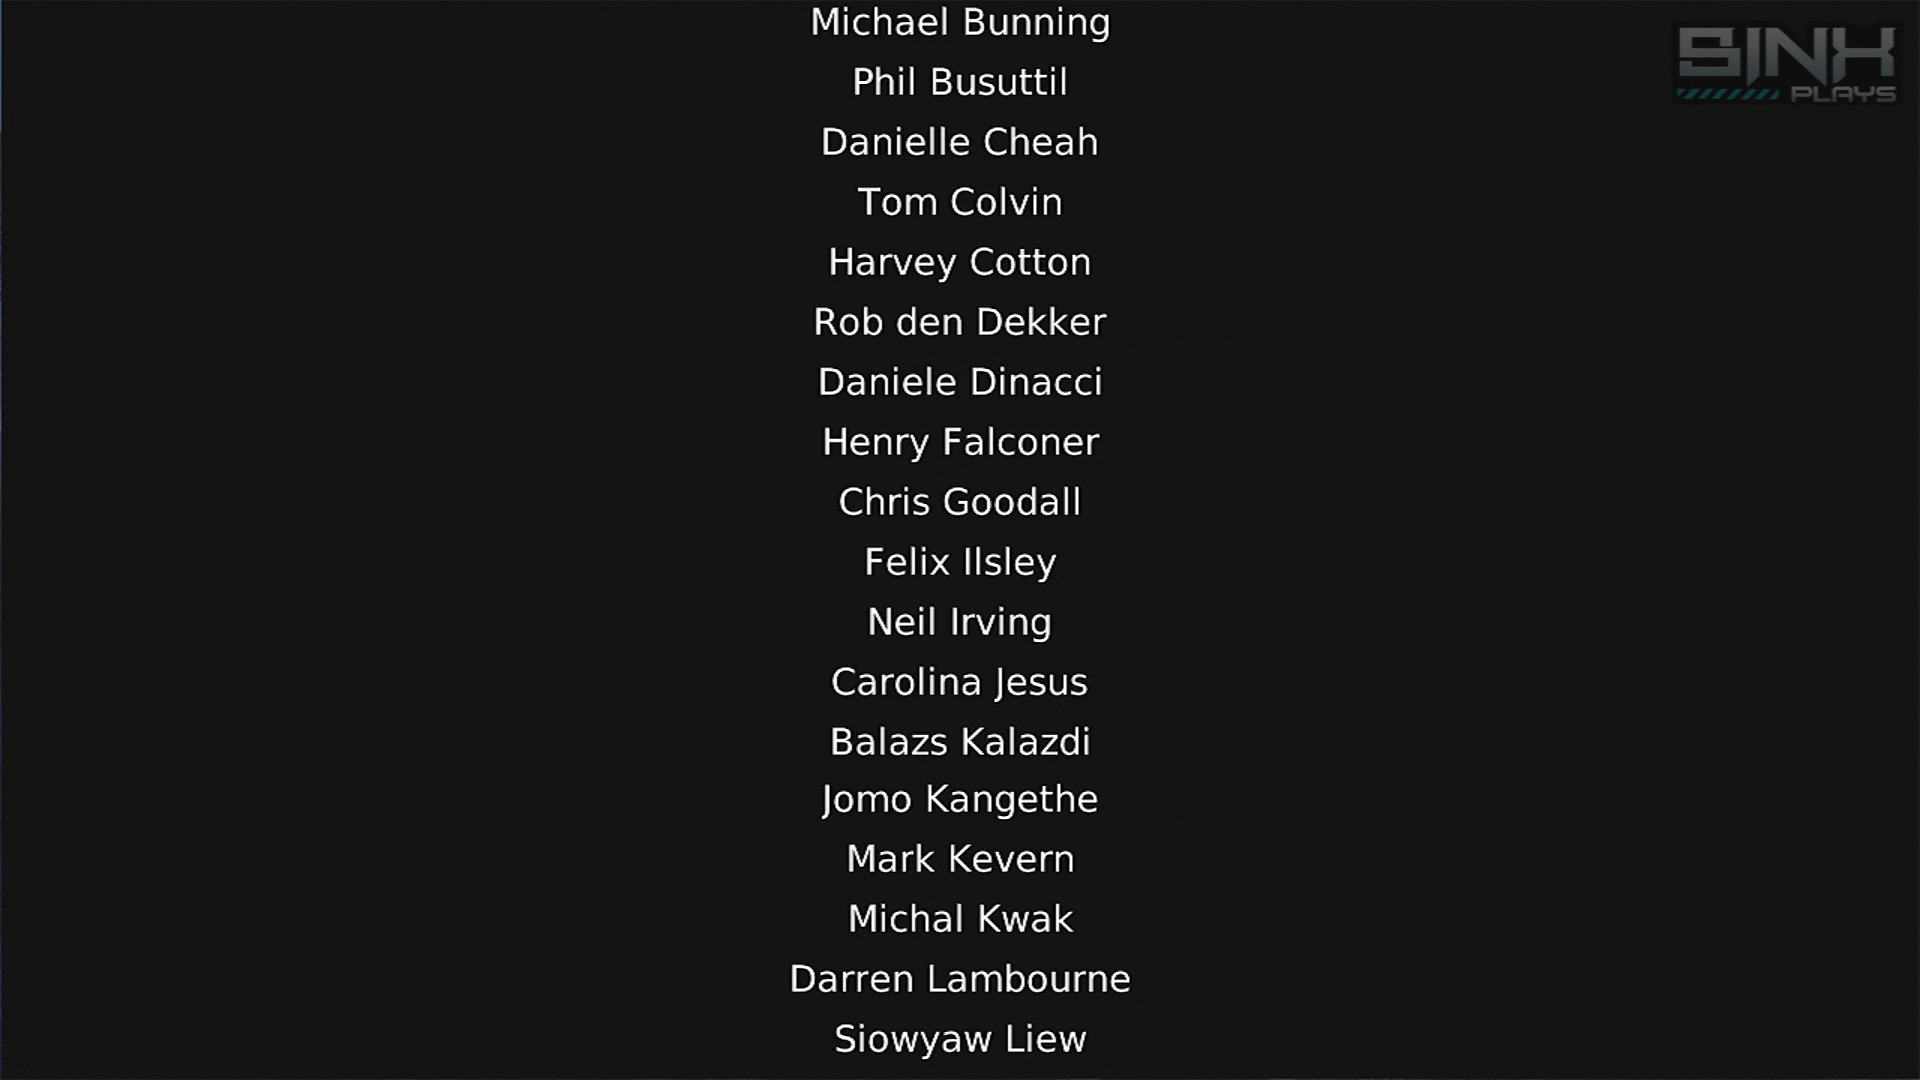 Michael Bunning
SINX
PLAYS
Phil Busuttil
Danielle Cheah
Tom Colvin
Harvey Cotton
Rob den Dekker
Daniele Dinacci
Henry Falconer
Chris Goodall
Felix Ilsley
Neil Irving
Carolina Jesus
Balazs Kalazdi
Jomo Kangethe
Mark Kevern
Michal Kwak
Darren Lambourne
Siowyaw Liew